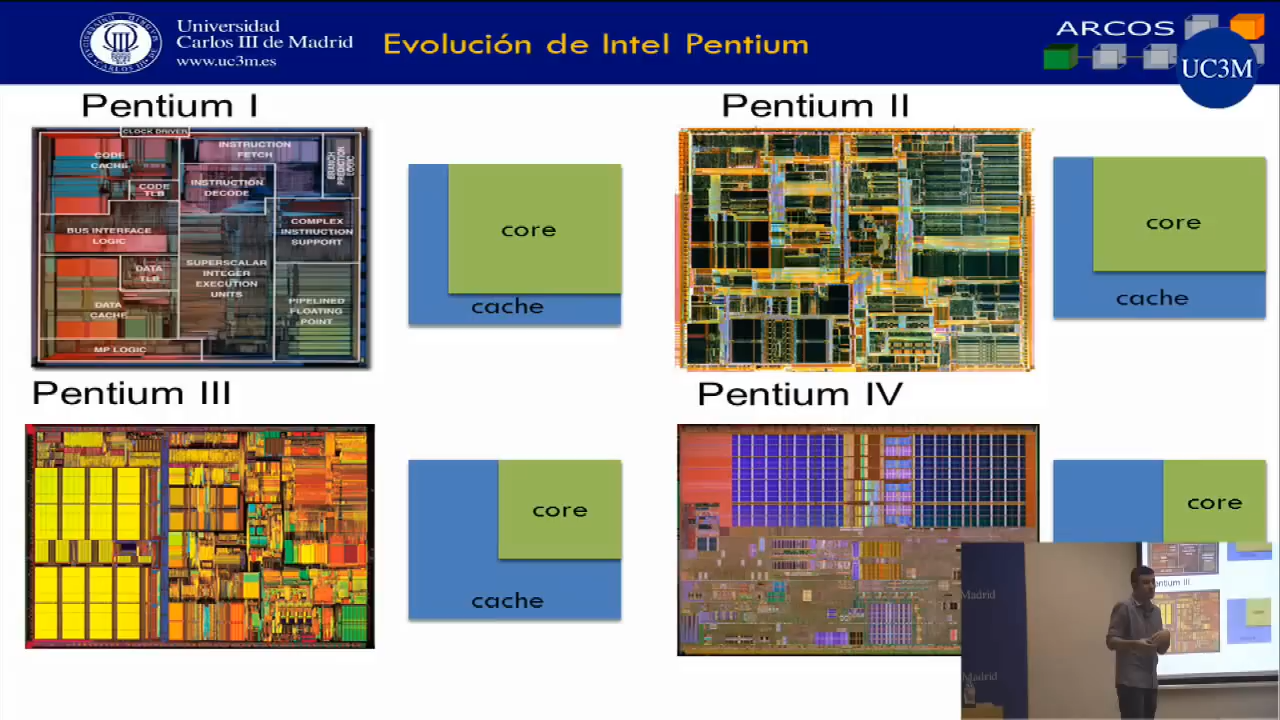 Universidad
Carlos III de Madrid
www.uc3m.es
Evolución de Intel Pentium
ARCOS
UC3M
Pentium I
CLOCK DRIVER
CODE
CACHE
CODE
TLB
INSTRUCTION
FETCH
BRANCH
PREDICTION
LOGIC
INSTRUCTION
DECODE
BUS INTERFACE
LOGIC
COMPLEX
INSTRUCTION
SUPPORT
DATA
TLB
SUPERSCALAR
INTEGER
EXECUTION
UNITS
DATA
CACHE
PIPELINED
FLOATING
POINT
MP LOGIC
core
cache
Pentium II
core
cache
Pentium III
core
cache
Pentium IV
core
Madrid
Madrid
entium III